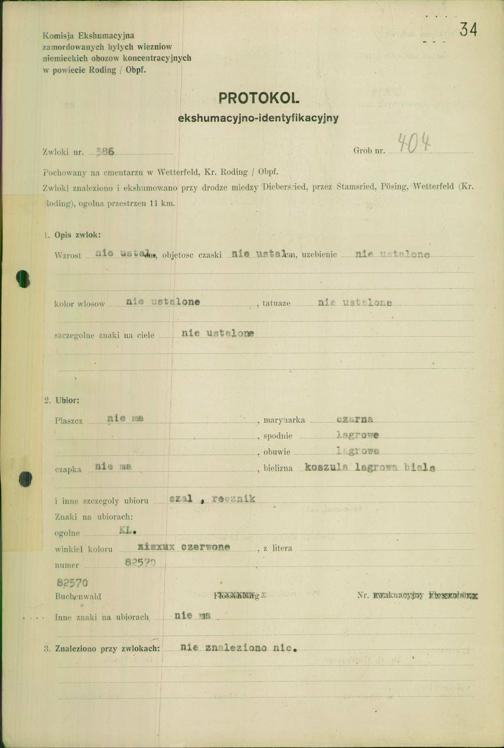 34
Komisja Ekshumacyjna
zamordowanych byłych wiezniow
niemieckich obozow koncentracyjnych
w powiecie Roding / Obpf.
PROTOKOL
ekshumacyjno-identyfikacyjny
Zwloki nr. 386 Grob nr. 404
Pochowany na cmentarzu w Wetterfeld, Kr. Roding / Obpf.
Zwloki znaleziono i ekshumowano przy drodze miedzy Diebersried, przez Stamsried, Pösing, Wetterfeld (Kr.
Roding), ogolna przestrzen 11 km.
1. Opis zwlok:
Wzrost nie ustal. , objetosc czaski nie ustal cm, uzebienie nie ustalone
kolor wlosow nie ustalone , tatuaze nie ustalone
szczegolne znaki na ciele nie ustalone
2. Ubior:
Plaszcz nie ma , marynarka czarna
, spodnie lagrowe
, obuwie lagrowe
czapka nie ma , bielizna koszula lagrowa biala
i inne szczegoly ubioru szal , recznik
Znaki na ubiorach:
ogolne KL.
winkiel koloru czerwone , z litera
numer 82570
82570
Buchenwald Nr.
Inne znaki na ubiorach nie ma
3. Znaleziono przy zwlokach: nie znaleziono nic.